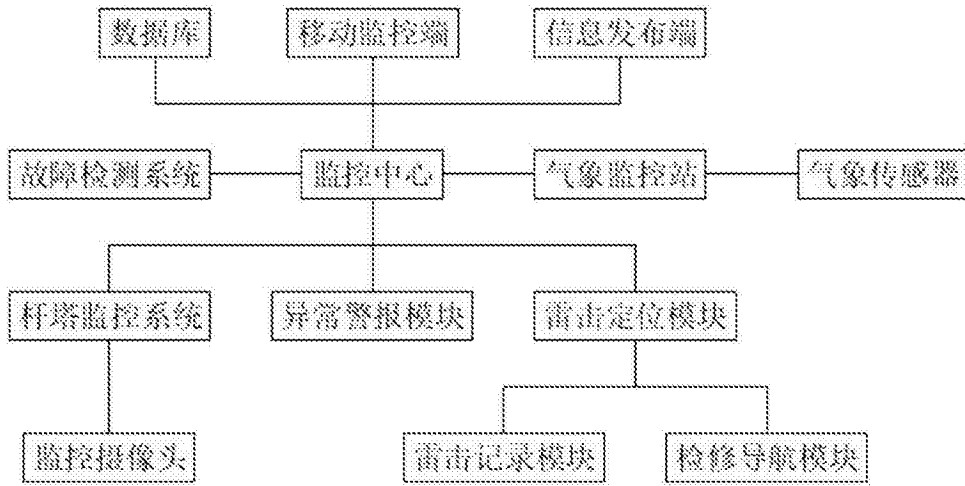 数据库 移动监控端 信息发布端
故障检测系统 监控中心 气象监控站 气象传感器
杆塔监控系统 异常警报模块 雷击定位模块
监控摄像头 雷击记录模块 检修导航模块